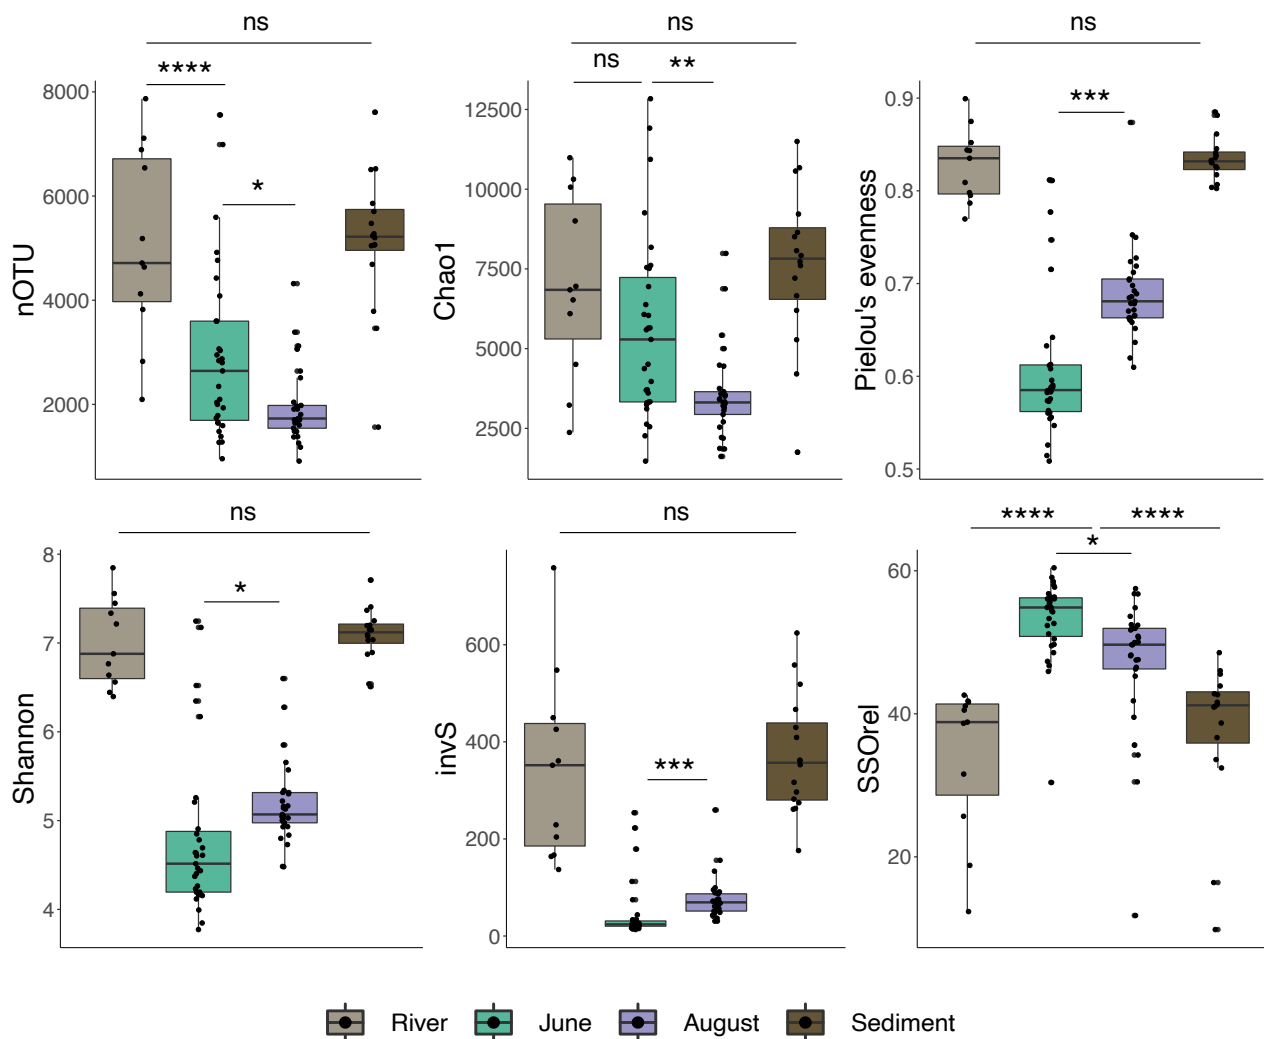 ns
****
*
8000
6000
4000
2000
nOTU
ns
ns
**
12500
10000
7500
5000
2500
Chao1
ns
***
0.9
0.8
0.7
0.6
0.5
Pielou's evenness
ns
*
8
7
6
5
4
Shannon
ns
***
600
400
200
0
invS
****
****
*
60
40
20
SSOrel
River June August Sediment